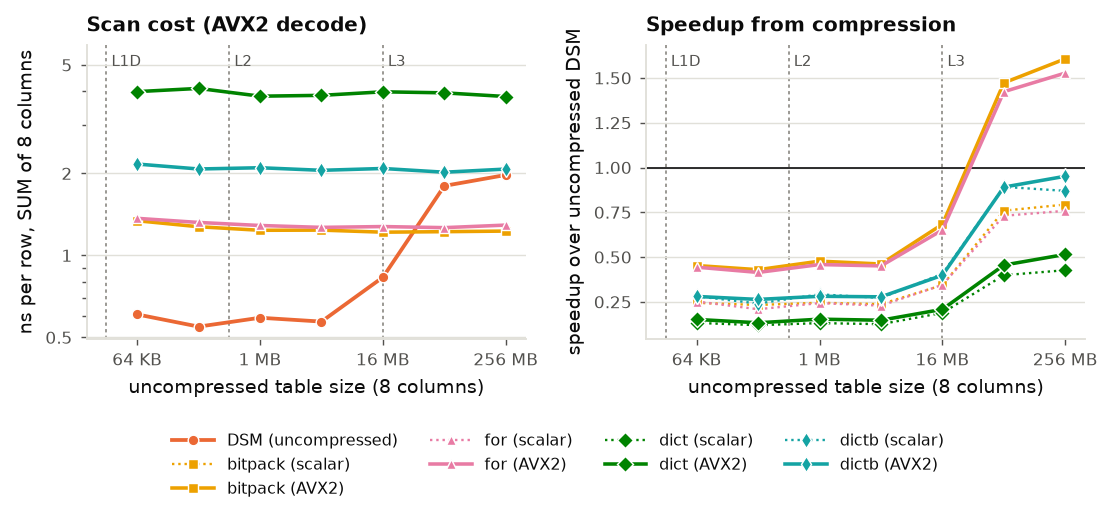 Scan cost (AVX2 decode)
ns per row, SUM of 8 columns
5
2
1
0.5
L1D
L2
L3
64 KB
1 MB
16 MB
256 MB
uncompressed table size (8 columns)
Speedup from compression
speedup over uncompressed DSM
1.50
1.25
1.00
0.75
0.50
0.25
L1D
L2
L3
64 KB
1 MB
16 MB
256 MB
uncompressed table size (8 columns)
DSM (uncompressed)
bitpack (scalar)
bitpack (AVX2)
for (scalar)
for (AVX2)
dict (scalar)
dict (AVX2)
dictb (scalar)
dictb (AVX2)